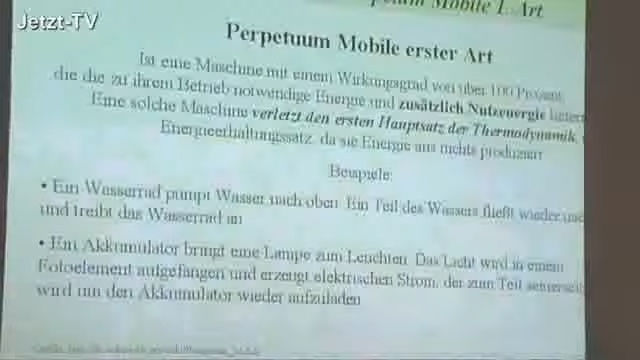 Jetzt-TV
Mobile 1. Art
Perpetuum Mobile erster Art
Ist eine Maschine mit einem Wirkungsgrad von über 100 Prozent,
die die zu ihrem Betrieb notwendige Energie und zusätzlich Nutzenergie
Eine solche Maschine verletzt den ersten Hauptsatz der Thermodynamik,
Energieerhaltungssatz, da sie Energie aus nichts produziert
Beispiele:
• Ein Wasserrad pumpt Wasser nach oben. Ein Teil des Wassers fließt wieder
und treibt das Wasserrad an
• Ein Akkumulator bringt eine Lampe zum Leuchten. Das Licht wird in einem
Fotoelement aufgefangen und erzeugt elektrischen Strom, der zum Teil
wird um den Akkumulator wieder aufzuladen